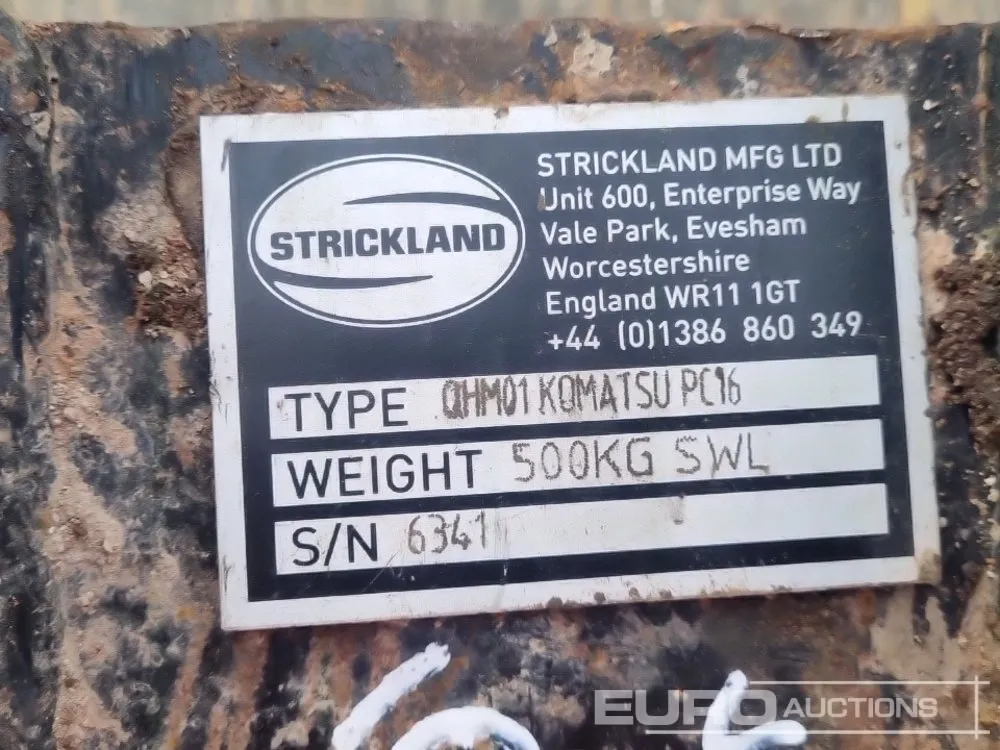 STRICKLAND
STRICKLAND MFG LTD
Unit 600, Enterprise Way
Vale Park, Evesham
Worcestershire
England WR11 1GT
+44 (0)1386 860 349
TYPE QHM01 KOMATSU PC16
WEIGHT 500KG SWL
S/N 6341
EURO AUCTIONS